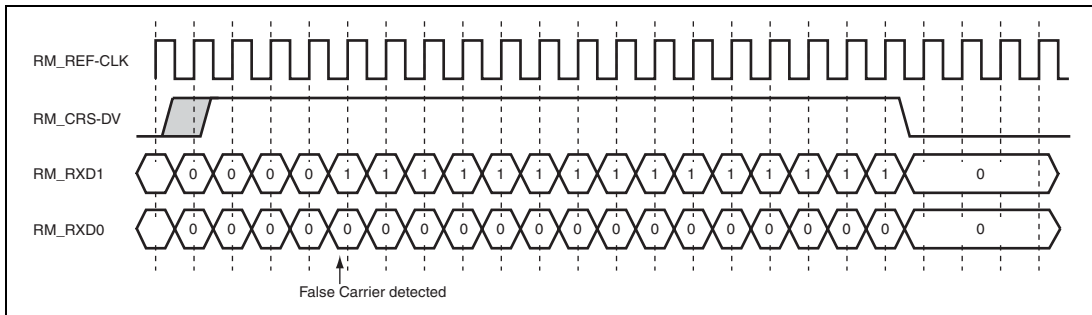 RM_REF-CLK
RM_CRS-DV
RM_RXD1 0 0 0 0 1 1 1 1 1 1 1 1 1 1 1 1 1 1 1 0
RM_RXD0 0 0 0 0 0 0 0 0 0 0 0 0 0 0 0 0 0 0 0 0
False Carrier detected